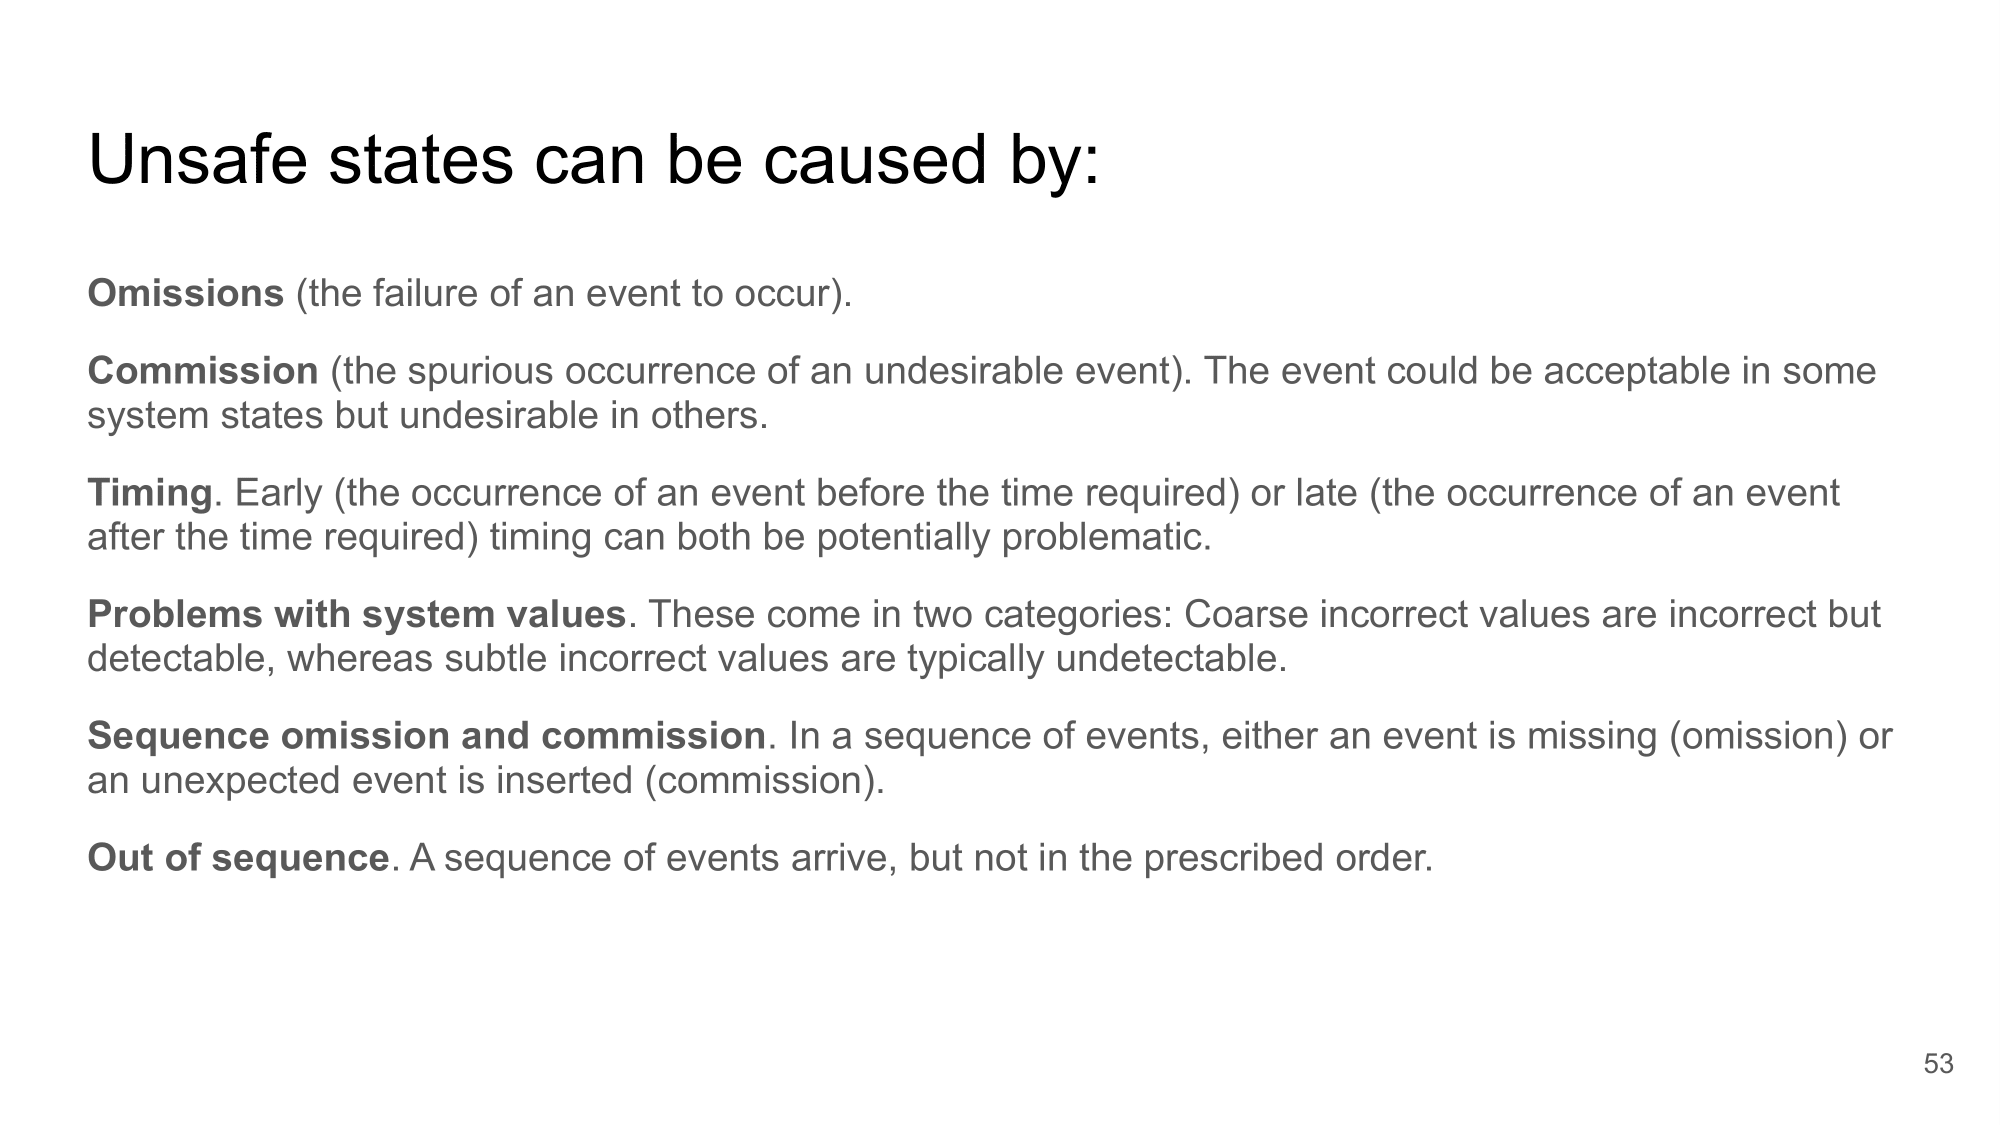 Unsafe states can be caused by:
Omissions (the failure of an event to occur).
Commission (the spurious occurrence of an undesirable event). The event could be acceptable in some
system states but undesirable in others.
Timing. Early (the occurrence of an event before the time required) or late (the occurrence of an event
after the time required) timing can both be potentially problematic.
Problems with system values. These come in two categories: Coarse incorrect values are incorrect but
detectable, whereas subtle incorrect values are typically undetectable.
Sequence omission and commission. In a sequence of events, either an event is missing (omission) or
an unexpected event is inserted (commission).
Out of sequence. A sequence of events arrive, but not in the prescribed order.
53